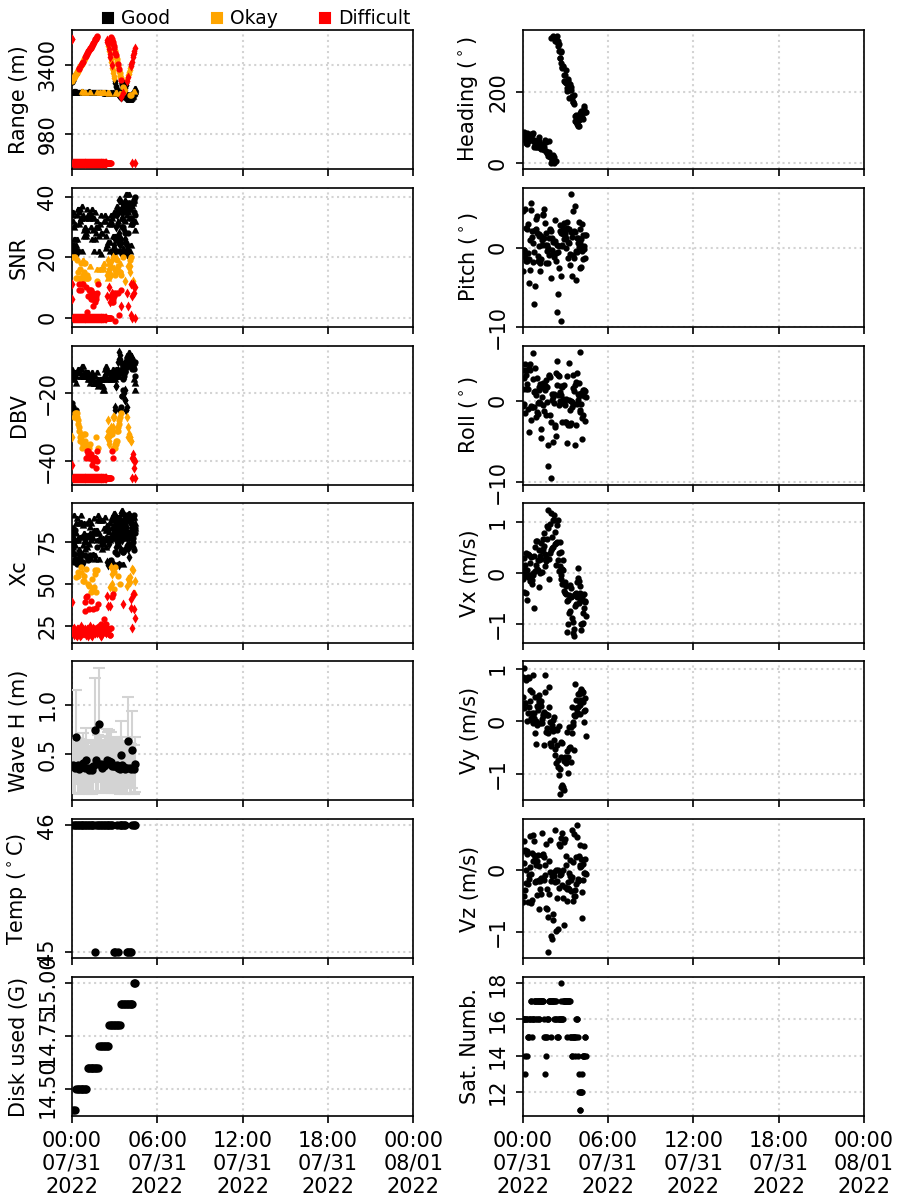 Good Okay Difficult
Range (m)
3400
980
Heading (°)
200
0
SNR
40
20
0
Pitch (°)
0
−10
DBV
−20
−40
Roll (°)
0
−10
Xc
75
50
25
Vx (m/s)
1
0
−1
Wave H (m)
1.0
0.5
Vy (m/s)
1
0
−1
Temp (°C)
46
45
Vz (m/s)
0
−1
Disk used (G)
15.00
14.75
14.50
Sat. Numb.
18
16
14
12
00:00 06:00 12:00 18:00 00:00
07/31 07/31 07/31 07/31 08/01
2022 2022 2022 2022 2022
00:00 06:00 12:00 18:00 00:00
07/31 07/31 07/31 07/31 08/01
2022 2022 2022 2022 2022